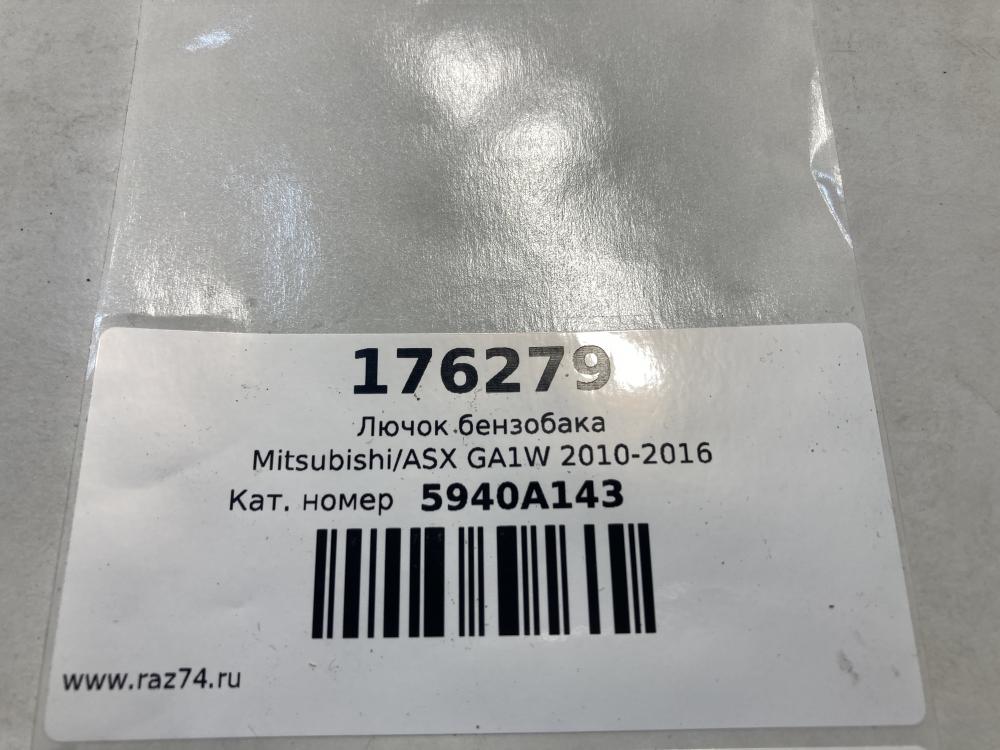 176279
Лючок бензобака
Mitsubishi/ASX GA1W 2010-2016
Кат. номер 5940A143
www.raz74.ru